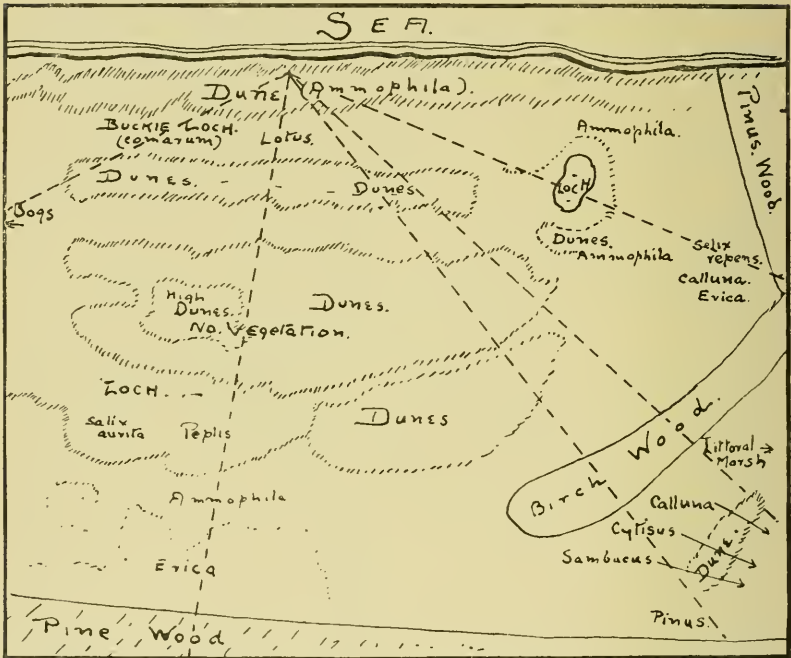 SEA.
Dune (Ammophila).
BUCKIE LOCH.
(comarum)
Lotus.
Ammophila.
Pinus. Wood.
Dunes.
Dunes
LOCH
Bogs
Dunes.
Ammophila
Selix
repens.
Calluna.
Erica.
High
Dunes.
No. Vegetation.
Dunes.
LOCH.
Salix
aurita
Peplis
Dunes
Birch Wood.
Littoral
Marsh
Ammophila
Calluna
Cytisus
Sambucus
Dune.
Erica
Pinus.
Pine Wood